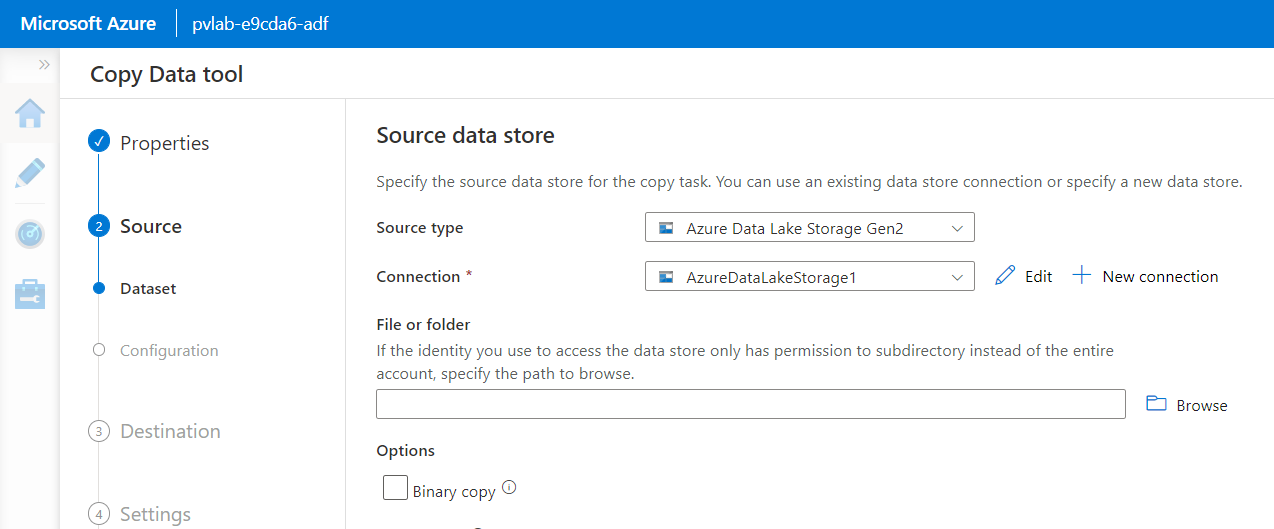 Microsoft Azure
pvlab-e9cda6-adf
Copy Data tool
Properties
2
Source
Dataset
Configuration
3
Destination
4
Settings
Source data store
Specify the source data store for the copy task. You can use an existing data store connection or specify a new data store.
Source type
Azure Data Lake Storage Gen2
Connection *
AzureDataLakeStorage1
Edit
New connection
File or folder
If the identity you use to access the data store only has permission to subdirectory instead of the entire
account, specify the path to browse.
Browse
Options
Binary copy